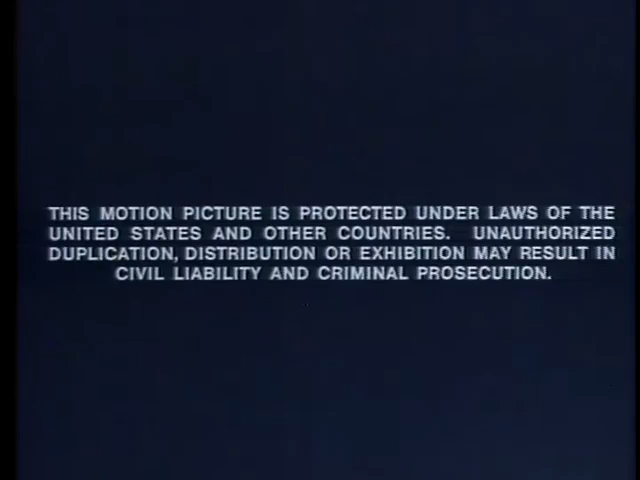 THIS MOTION PICTURE IS PROTECTED UNDER LAWS OF THE
UNITED STATES AND OTHER COUNTRIES. UNAUTHORIZED
DUPLICATION, DISTRIBUTION OR EXHIBITION MAY RESULT IN
CIVIL LIABILITY AND CRIMINAL PROSECUTION.